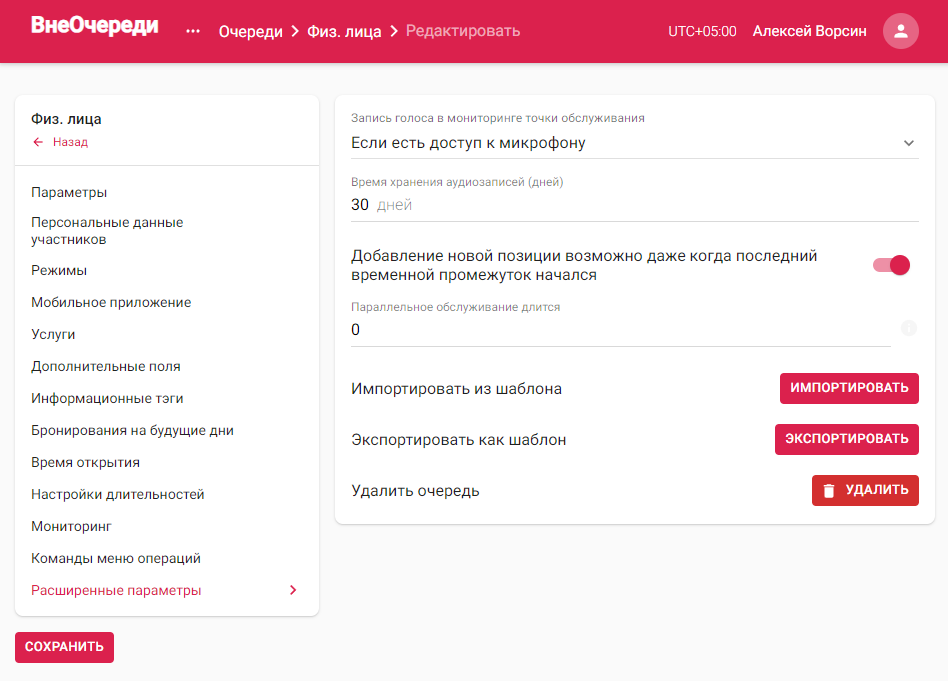 ВнеОчереди
... Очереди > Физ. лица > Редактировать
UTC+05:00 Алексей Ворсин
Физ. лица
← Назад
Параметры
Персональные данные
участников
Режимы
Мобильное приложение
Услуги
Дополнительные поля
Информационные тэги
Бронирования на будущие дни
Время открытия
Настройки длительностей
Мониторинг
Команды меню операций
Расширенные параметры
СОХРАНИТЬ
Запись голоса в мониторинге точки обслуживания
Если есть доступ к микрофону
Время хранения аудиозаписей (дней)
30 дней
Добавление новой позиции возможно даже когда последний
временной промежуток начался
Параллельное обслуживание длится
0
Импортировать из шаблона
ИМПОРТИРОВАТЬ
Экспортировать как шаблон
ЭКСПОРТИРОВАТЬ
Удалить очередь
УДАЛИТЬ